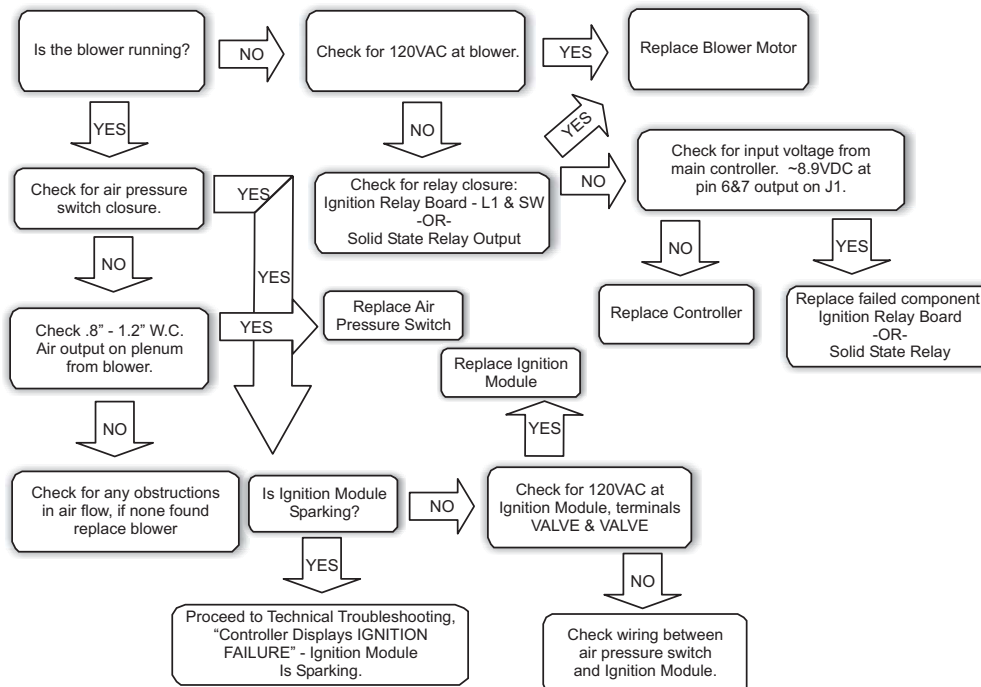 Is the blower running?
NO
Check for 120VAC at blower.
YES
Replace Blower Motor
YES
NO
YES
Check for input voltage from
main controller. ~8.9VDC at
pin 6&7 output on J1.
Check for air pressure
switch closure.
YES
Check for relay closure:
Ignition Relay Board - L1 & SW
-OR-
Solid State Relay Output
NO
NO
YES
NO
YES
Check .8” - 1.2” W.C.
Air output on plenum
from blower.
YES
Replace Air
Pressure Switch
Replace Controller
Replace failed component
Ignition Relay Board
-OR-
Solid State Relay
Replace Ignition
Module
NO
YES
Check for any obstructions
in air flow, if none found
replace blower
Is Ignition Module
Sparking?
NO
Check for 120VAC at
Ignition Module, terminals
VALVE & VALVE
YES
NO
Proceed to Technical Troubleshooting,
“Controller Displays IGNITION
FAILURE” - Ignition Module
Is Sparking.
Check wiring between
air pressure switch
and Ignition Module.